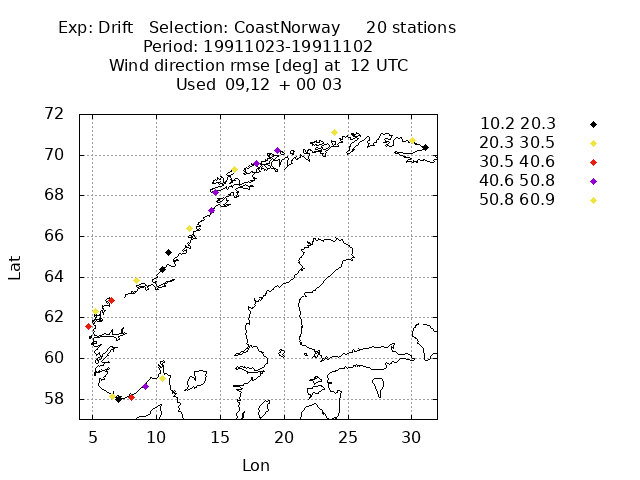 Exp: Drift Selection: CoastNorway 20 stations
Period: 19911023-19911102
Wind direction rmse [deg] at 12 UTC
Used 09,12 + 00 03
72
70
68
66
64
62
60
58
5 10 15 20 25 30
Lat
Lon
10.2 20.3
20.3 30.5
30.5 40.6
40.6 50.8
50.8 60.9